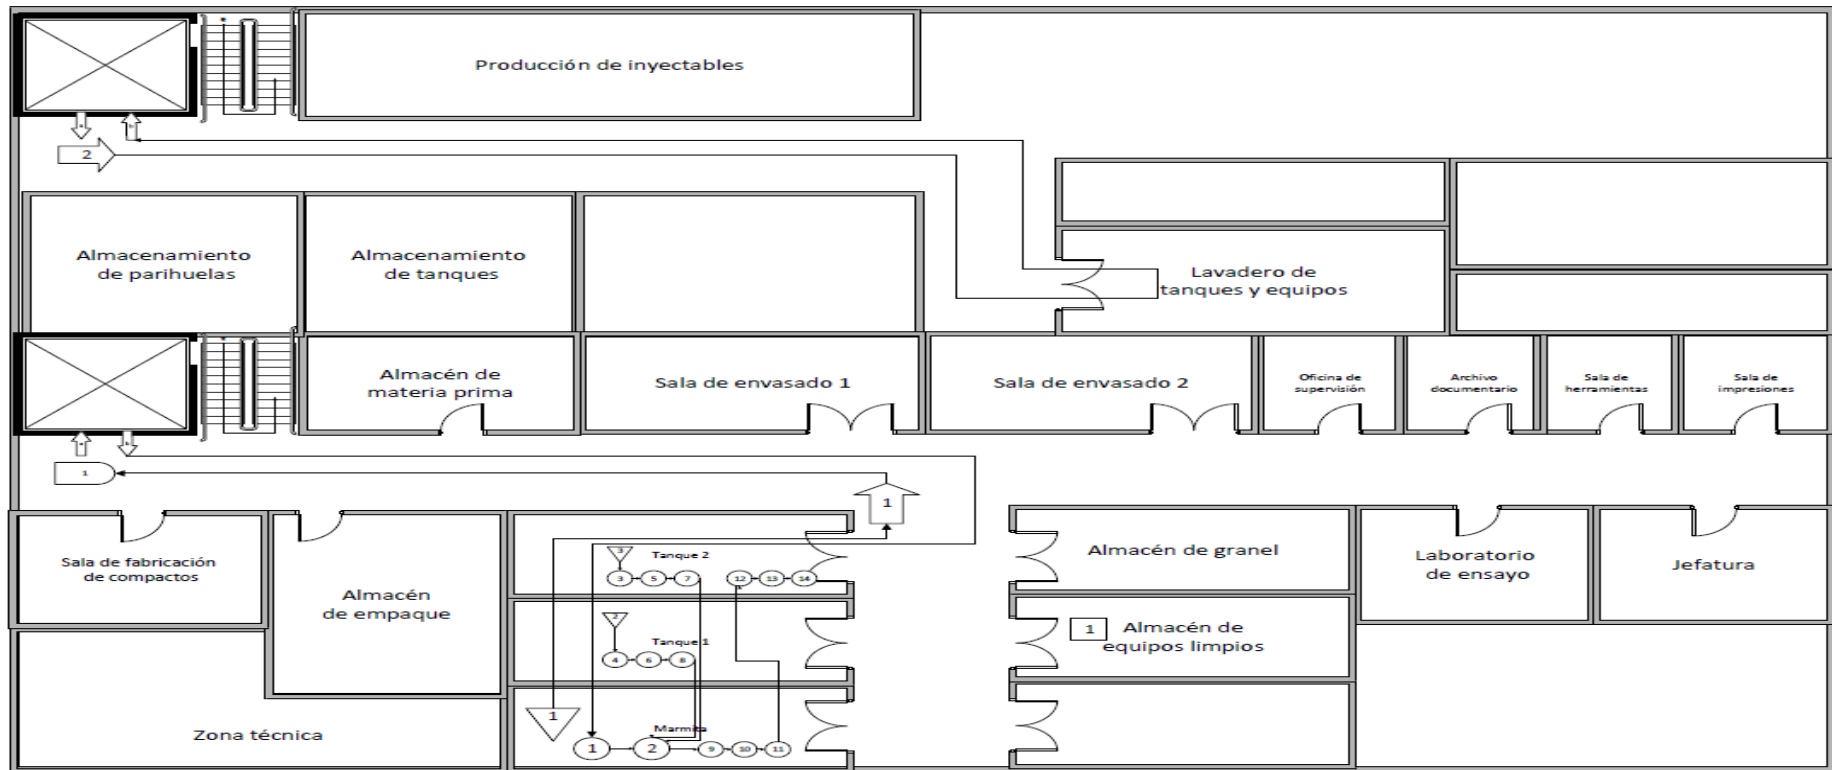 Producción de inyectables
2
Almacenamiento
de parihuelas
Almacenamiento
de tanques
Lavadero de
tanques y equipos
Almacén de
materia prima
Sala de envasado 1
Sala de envasado 2
Oficina de
supervisión
Archivo
documentario
Sala de
herramientas
Sala de
impresiones
1
1
Sala de fabricación
de compactos
Almacén
de empaque
3
Tanque 2
3
5
7
12
13
14
Almacén de granel
Laboratorio
de ensayo
Jefatura
2
Tanque 1
4
6
8
1
Almacén de
equipos limpios
Zona técnica
1
Marmita
1
2
9
10
11